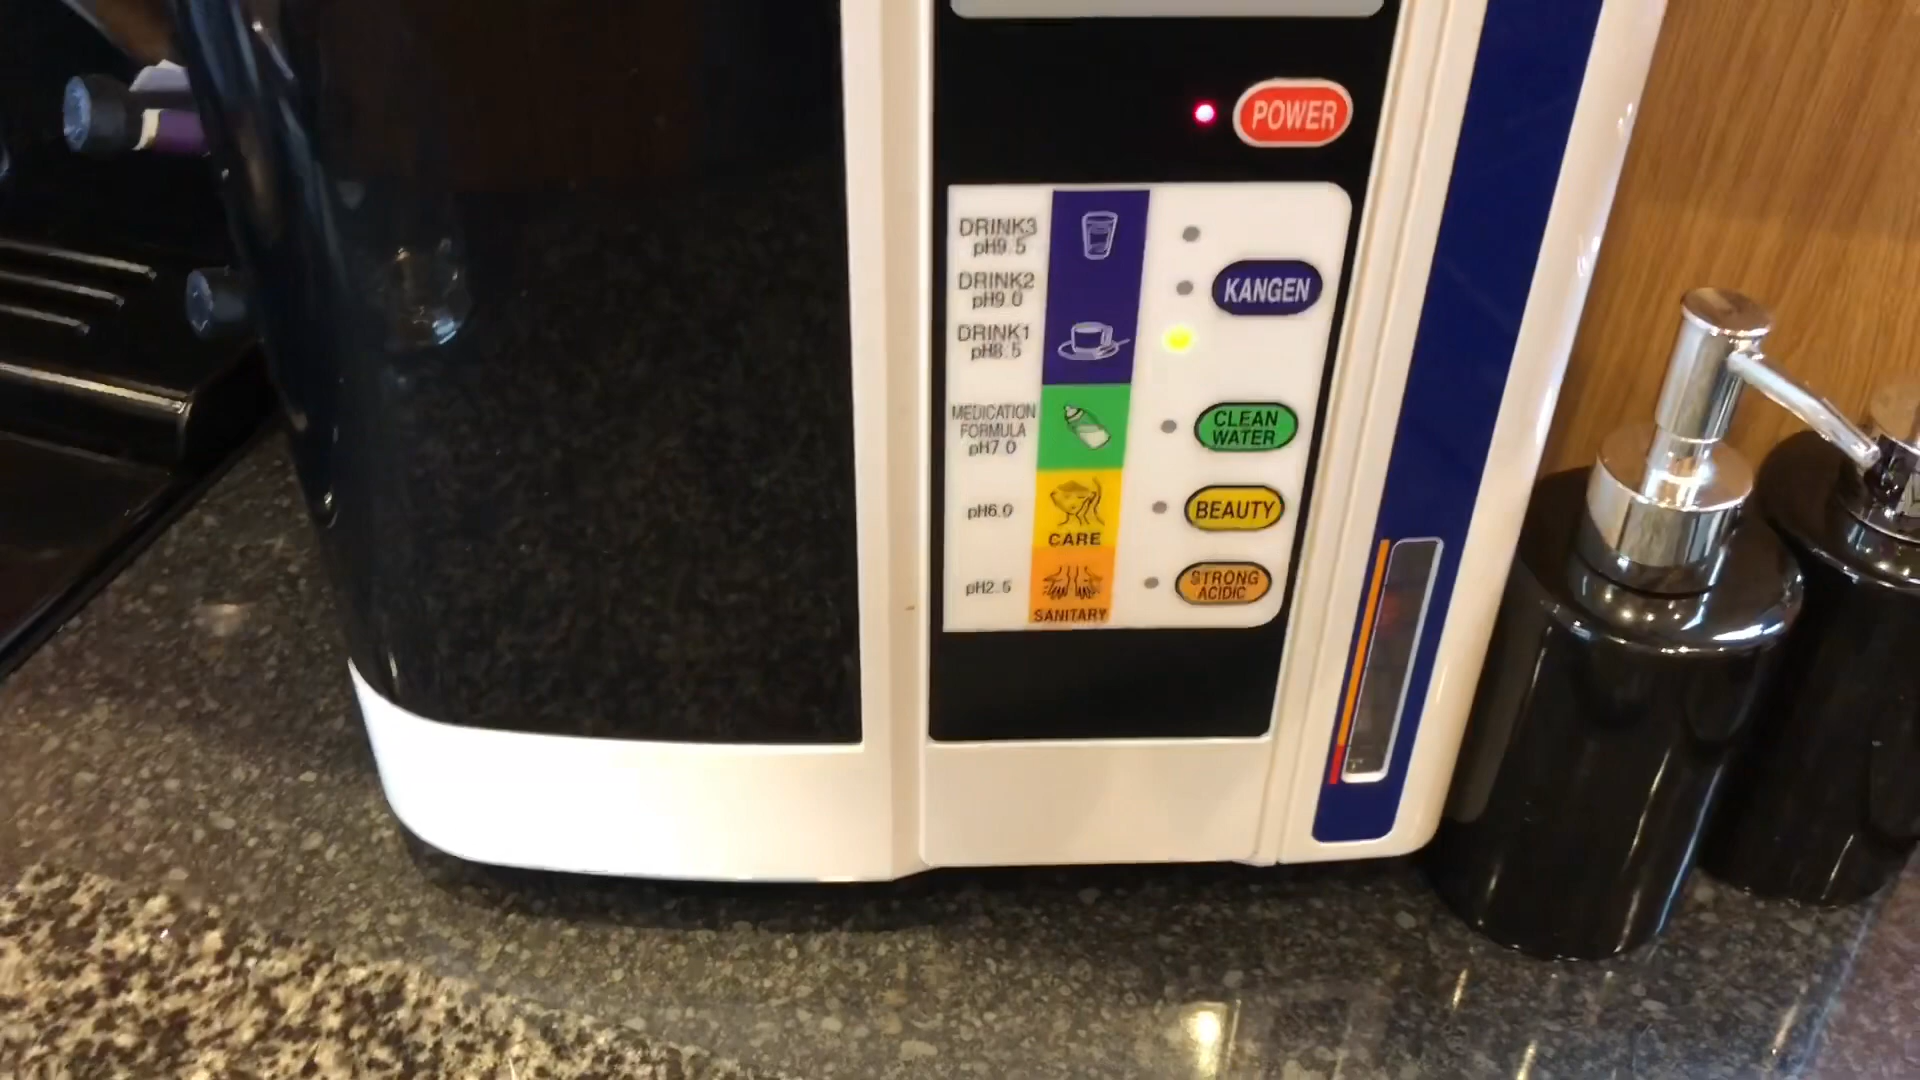 POWER
DRINK3
pH9.5
DRINK2
pH9.0
KANGEN
DRINK1
pH8.5
MEDICATION
FORMULA
pH7.0
CLEAN
WATER
pH6.0
CARE
BEAUTY
pH2.5
SANITARY
STRONG
ACIDIC